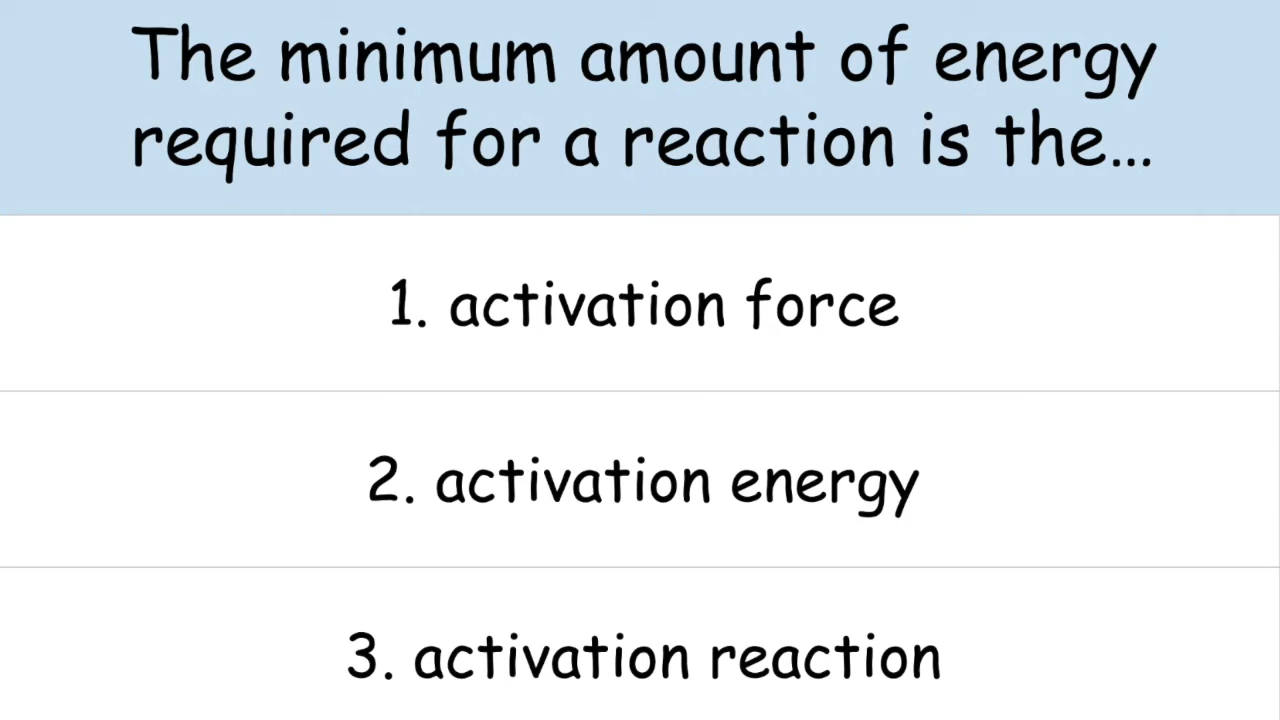 The minimum amount of energy
required for a reaction is the...
1. activation force
2. activation energy
3. activation reaction